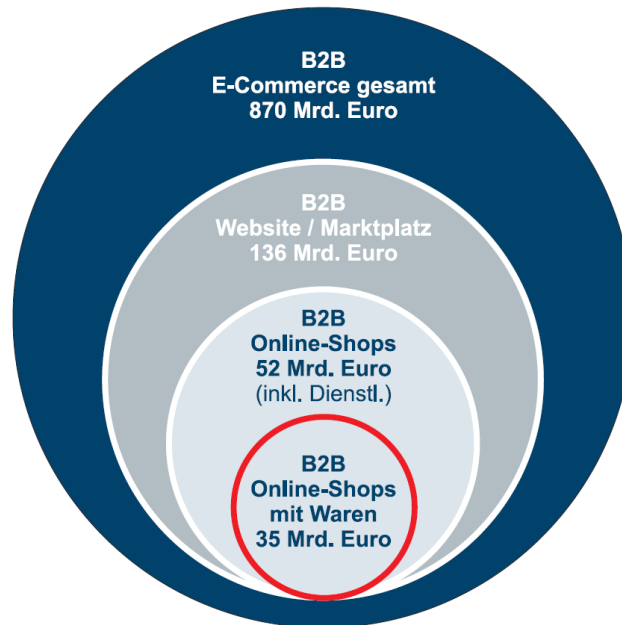 B2B
E-Commerce gesamt
870 Mrd. Euro
B2B
Website / Marktplatz
136 Mrd. Euro
B2B
Online-Shops
52 Mrd. Euro
(inkl. Dienstl.)
B2B
Online-Shops
mit Waren
35 Mrd. Euro